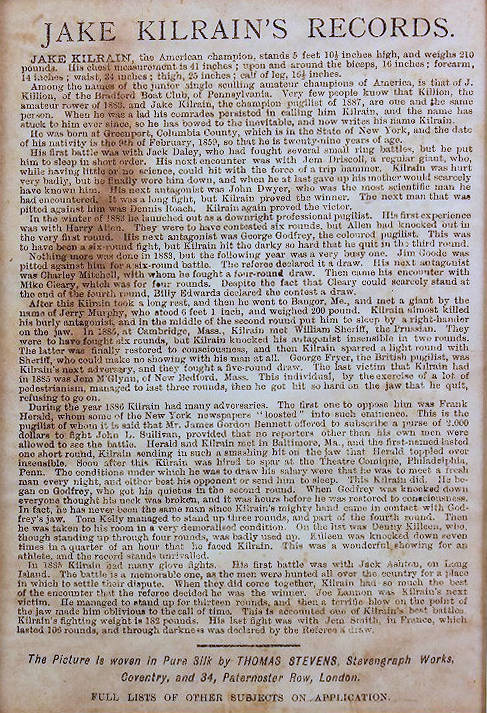 JAKE KILRAIN'S RECORDS.
JAKE KILRAIN, the American champion, stands 5 feet 10½ inches high, and weighs 210
pounds. His chest measurement is 41 inches; upon and around the biceps, 16 inches; forearm,
14 inches; waist, 34 inches; thigh, 25 inches; calf of leg, 16½ inches.
Among the names of the junior single sculling amateur champions of America, is that of J.
Killion, of the Bradford Boat Club, of Pennsylvania. Very few people know that Killion, the
amateur rower of 1883, and Jake Kilrain, the champion pugilist of 1887, are one and the same
person. When he was a lad his comrades persisted in calling him Kilrain, and the name has
stuck to him ever since, so he has bowed to the inevitable, and now writes his name Kilrain.
He was born at Greenport, Columbia County, which is in the State of New York, and the date
of his nativity is the 9th of February, 1859, so that he is twenty-nine years of age.
His first battle was with Jack Daley, who had fought several small ring battles, but he put
him to sleep in short order. His next encounter was with Jem Driscoll, a regular giant, who,
while having little or no science, could hit with the force of a trip hammer. Kilrain was hurt
very badly, but he finally wore him down, and when he at last gave up his mother would scarcely
have known him. His next antagonist was John Dwyer, who was the most scientific man he
had encountered. It was a long fight, but Kilrain proved the winner. The next man that was
pitted against him was Dennis Roach. Kilrain again proved the victor.
In the winter of 1883 he launched out as a downright professional pugilist. His first experience
was with Harry Allen. They were to have contested six rounds, but Allen had knocked out in
the very first round. His next antagonist was George Godfrey, the coloured pugilist. This was
to have been a six-round fight, but Kilrain hit the darky so hard that he quit in the third round.
Nothing more was done in 1883, but the following year was a very busy one. Jim Goode was
pitted against him for a six-round battle. The referee declared it a draw. His next antagonist
was Charley Mitchell, with whom he fought a four-round draw. Then came his encounter with
Mike Cleary, which was for four rounds. Despite the fact that Cleary could scarcely stand at
the end of the fourth round, Billy Edwards declared the contest a draw.
After this Kilrain took a long rest, and then he went to Bangor, Me., and met a giant by the
name of Jerry Murphy, who stood 6 feet 1 inch, and weighed 200 pound. Kilrain almost killed
his burly antagonist, and in the middle of the second round put him to sleep by a right-hander
on the jaw. In 1885, at Cambridge, Mass., Kilrain met William Sheriff, the Prussian. They
were to have fought six rounds, but Kilrain knocked his antagonist insensible in two rounds.
The latter was finally restored to consciousness, and then Kilrain sparred a light round with
Sheriff, who could make no showing with his man at all. George Fryer, the British pugilist, was
Kilrain's next adversary, and they fought a five-round draw. The last victim that Kilrain had
in 1885 was Jem M'Glynn, of New Bedford, Mass. This individual, by the exercise of a lot of
pedestrianism, managed to last three rounds, then he got hit so hard on the jaw that he quit,
refusing to go on.
During the year 1886 Kilrain had many adversaries. The first one to oppose him was Frank
Herald, whom some of the New York newspapers "boosted" into such eminence. This is the
pugilist of whom it is said that Mr. James Gordon Bennett offered to subscribe a purse of 2,000
dollars to fight John L. Sullivan, provided that no reporters other than his own men were
allowed to see the battle. Herald and Kilrain met in Baltimore, Ma., and the first-named lasted
one short round, Kilrain sending in such a smashing hit on the jaw that Herald toppled over
insensible. Soon after this Kilrain was hired to spar at the Theatre Comique, Philadelphia,
Penn. The conditions under which he was to draw his salary were that he was to meet a fresh
man every night, and either best his opponent or send him to sleep. This Kilrain did. He be-
gan on Godfrey, who got his quietus in the second round. When Godfrey was knocked down
everyone thought his neck was broken, and it was hours before he was restored to consciousness.
In fact, he has never been the same man since Kilrain's mighty hand came in contact with God-
frey's jaw. Tom Kelly managed to stand up three rounds, and part of the fourth round. Then
he was taken to his room in a very demoralised condition. On the list was Denny Killeen, who,
though standing up through four rounds, was badly used up. Killeen was knocked down seven
times in a quarter of an hour that he faced Kilrain. This was a wonderful showing for an
athlete, and the record stands unrivalled.
In 1885 Kilrain had many glove fights. His first battle was with Jack Ashton, on Long
Island. The battle is a memorable one, as the men were hunted all over the country for a place
in which to settle their dispute. When they did come together, Kilrain had so much the best
of the encounter that the referee decided he was the winner. Joe Lannon was Kilrain's next
victim. He managed to stand up for thirteen rounds, and then a terrific blow on the point of
the jaw made him oblivious to the call of time. This is accounted one of Kilrain's best battles.
Kilrain's fighting weight is 182 pounds. His last fight was with Jem Smith, in France, which
lasted 106 rounds, and through darkness was declared by the Referee a draw.
The Picture is woven in Pure Silk by THOMAS STEVENS, Stevengraph Works,
Coventry, and 34, Paternoster Row, London.
FULL LISTS OF OTHER SUBJECTS ON APPLICATION.